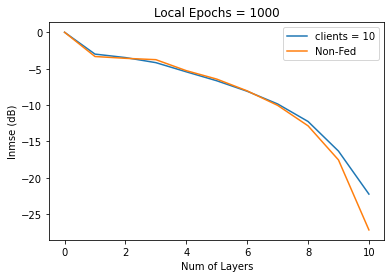 Local Epochs = 1000
clients = 10
Non-Fed
0
−5
−10
−15
−20
−25
lnmse (dB)
0 2 4 6 8 10
Num of Layers